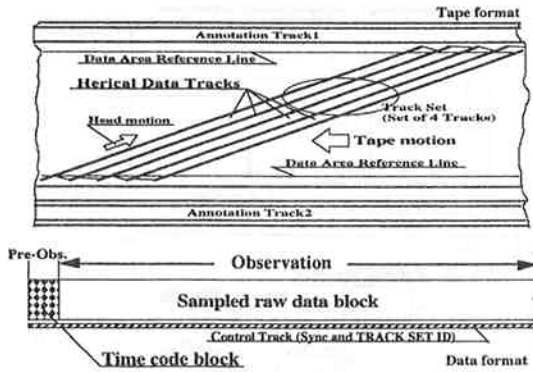 Tape format
Annotation Track1
Data Area Reference Line
Herical Data Tracks
Track Set
(Set of 4 Tracks)
Head motion
Tape motion
Data Area Reference Line
Annotation Track2
Pre-Obs.
Observation
Sampled raw data block
Control Track (Sync and TRACK SET ID)
Time code block
Data format